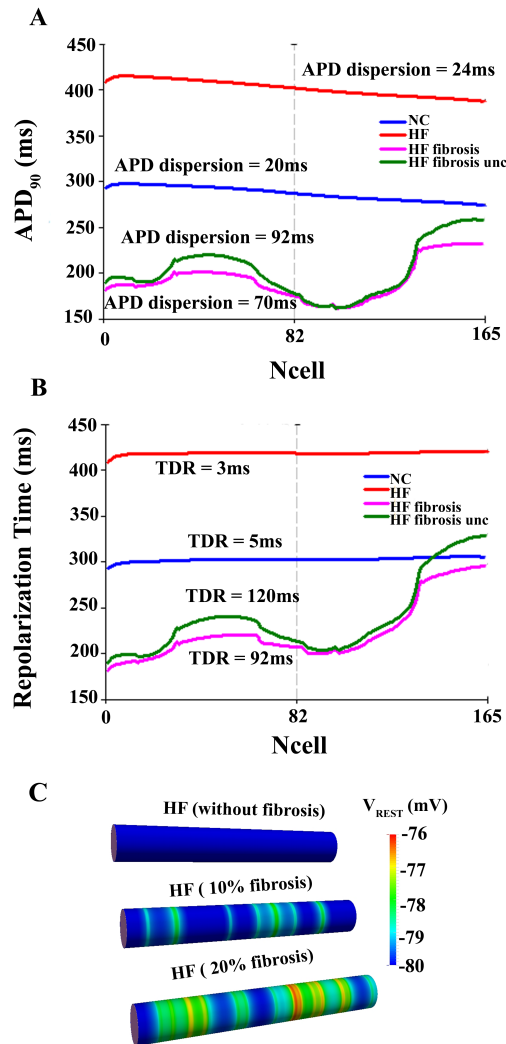 A
450
400
350
300
250
200
150
APD90 (ms)
APD dispersion = 24ms
NC
HF
HF fibrosis
HF fibrosis unc
APD dispersion = 20ms
APD dispersion = 92ms
APD dispersion = 70ms
0
82
165
Ncell
B
450
400
350
300
250
200
150
Repolarization Time (ms)
TDR = 3ms
NC
HF
HF fibrosis
HF fibrosis unc
TDR = 5ms
TDR = 120ms
TDR = 92ms
0
82
165
Ncell
C
HF (without fibrosis)
HF ( 10% fibrosis)
HF ( 20% fibrosis)
VREST (mV)
-76
-77
-78
-79
-80